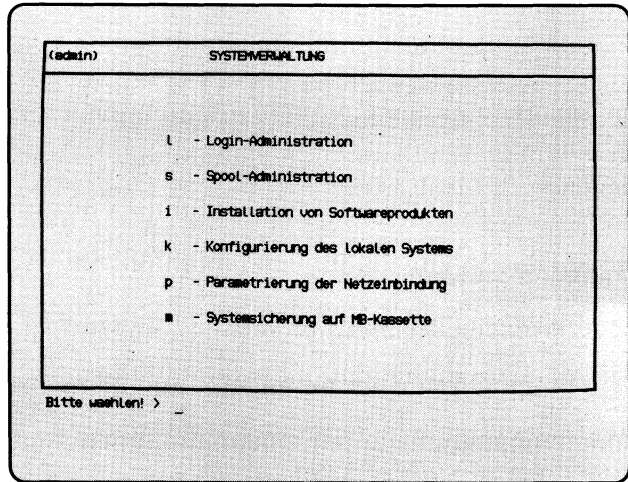 (admin) SYSTEMVERWALTUNG
l - Login-Administration
s - Spool-Administration
i - Installation von Softwareprodukten
k - Konfigurierung des lokalen Systems
p - Parametrierung der Netzeinbindung
m - Systemsicherung auf MB-Kassette
Bitte waehlen! > _